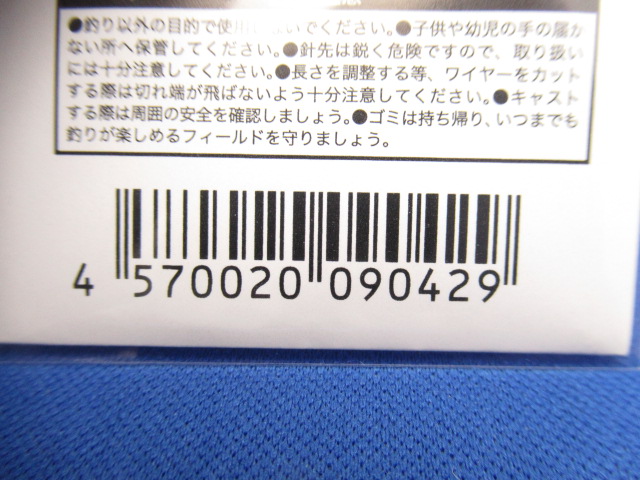 ●釣り以外の目的で使用しないでください。●子供や幼児の手の届か
ない所へ保管してください。●針先は鋭く危険ですので、取り扱い
には十分注意してください。●長さを調整する等、ワイヤーをカット
する際は切れ端が飛ばないよう十分注意してください。●キャスト
する際は周囲の安全を確認しましょう。●ゴミは持ち帰り、いつまでも
釣りが楽しめるフィールドを守りましょう。
4 570020 090429